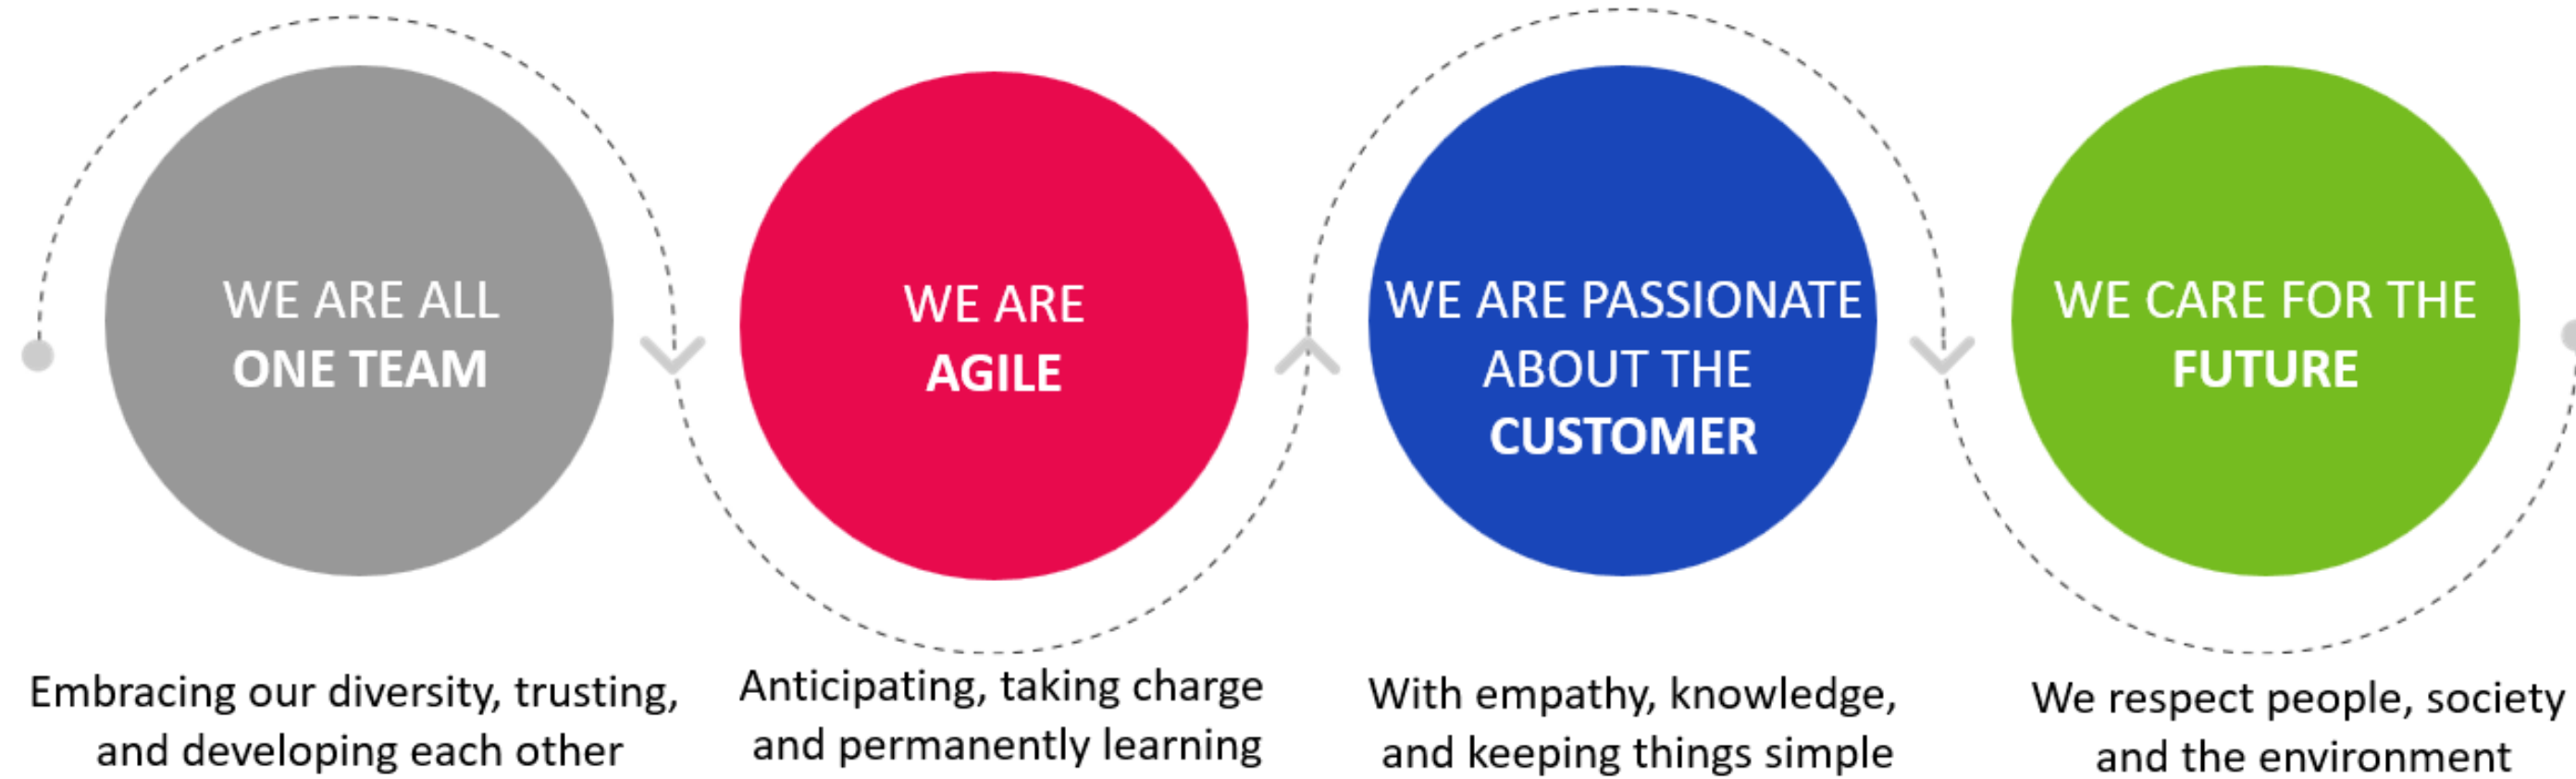 WE ARE ALL
ONE TEAM
Embracing our diversity, trusting,
and developing each other
WE ARE
AGILE
Anticipating, taking charge
and permanently learning
WE ARE PASSIONATE
ABOUT THE
CUSTOMER
With empathy, knowledge,
and keeping things simple
WE CARE FOR THE
FUTURE
We respect people, society
and the environment